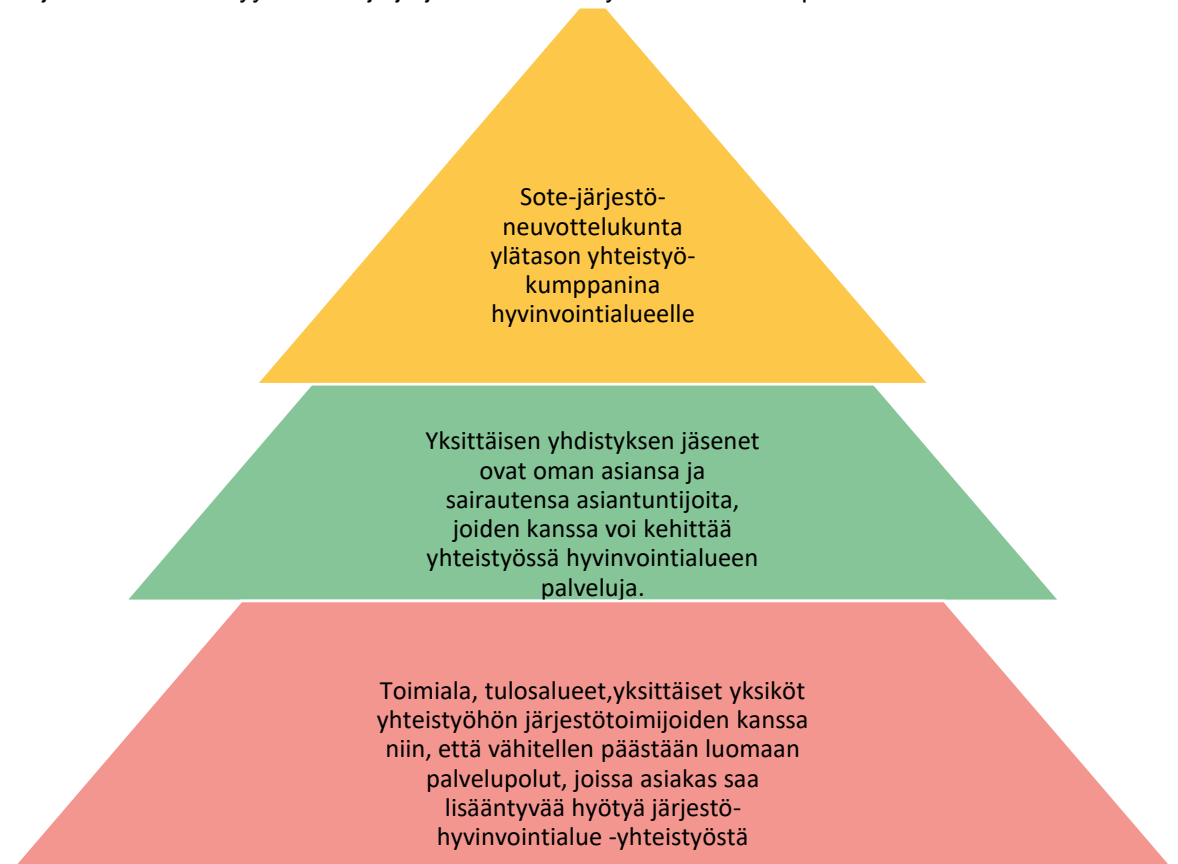 Sote-järjestö-
neuvottelukunta
ylätason yhteistyö-
kumppanina
hyvinvointialueelle
Yksittäisen yhdistyksen jäsenet
ovat oman asiansa ja
sairautensa asiantuntijoita,
joiden kanssa voi kehittää
yhteistyössä hyvinvointialueen
palveluja.
Toimiala, tulosalueet,yksittäiset yksiköt
yhteistyöhön järjestötoimijoiden kanssa
niin, että vähitellen päästään luomaan
palvelupolut, joissa asiakas saa
lisääntyvää hyötyä järjestö-
hyvinvointialue -yhteistyöstä